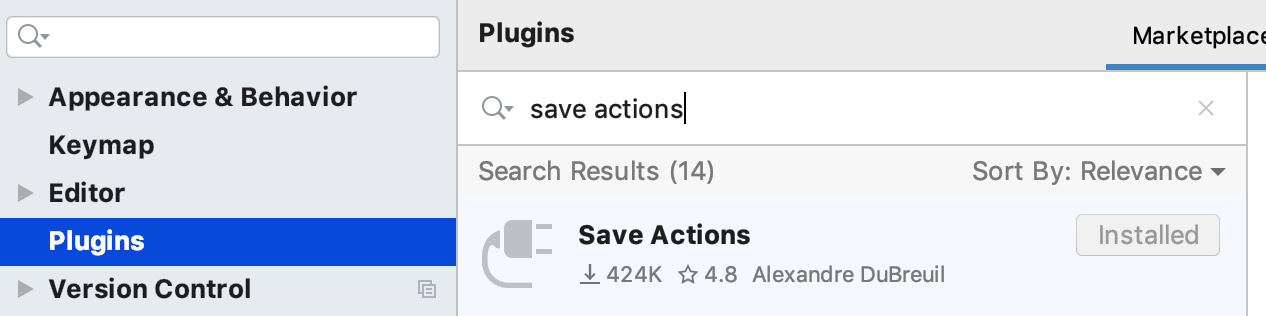 Plugins
Marketplace
Appearance & Behavior
save actions
Keymap
Search Results (14)
Sort By: Relevance
Editor
Save Actions
Installed
Plugins
424K
4.8
Alexandre DuBreuil
Version Control